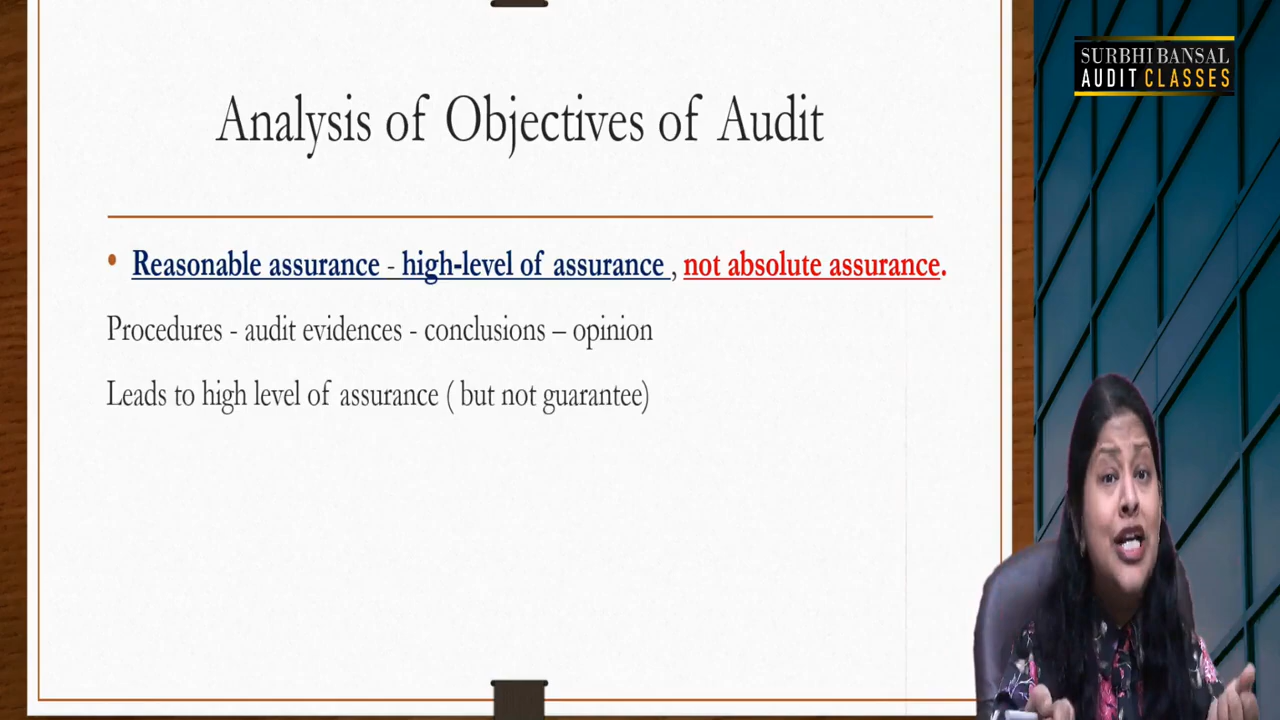 SURBHI BANSAL
AUDIT CLASSES
Analysis of Objectives of Audit
• Reasonable assurance - high-level of assurance , not absolute assurance.
Procedures - audit evidences - conclusions – opinion
Leads to high level of assurance ( but not guarantee)